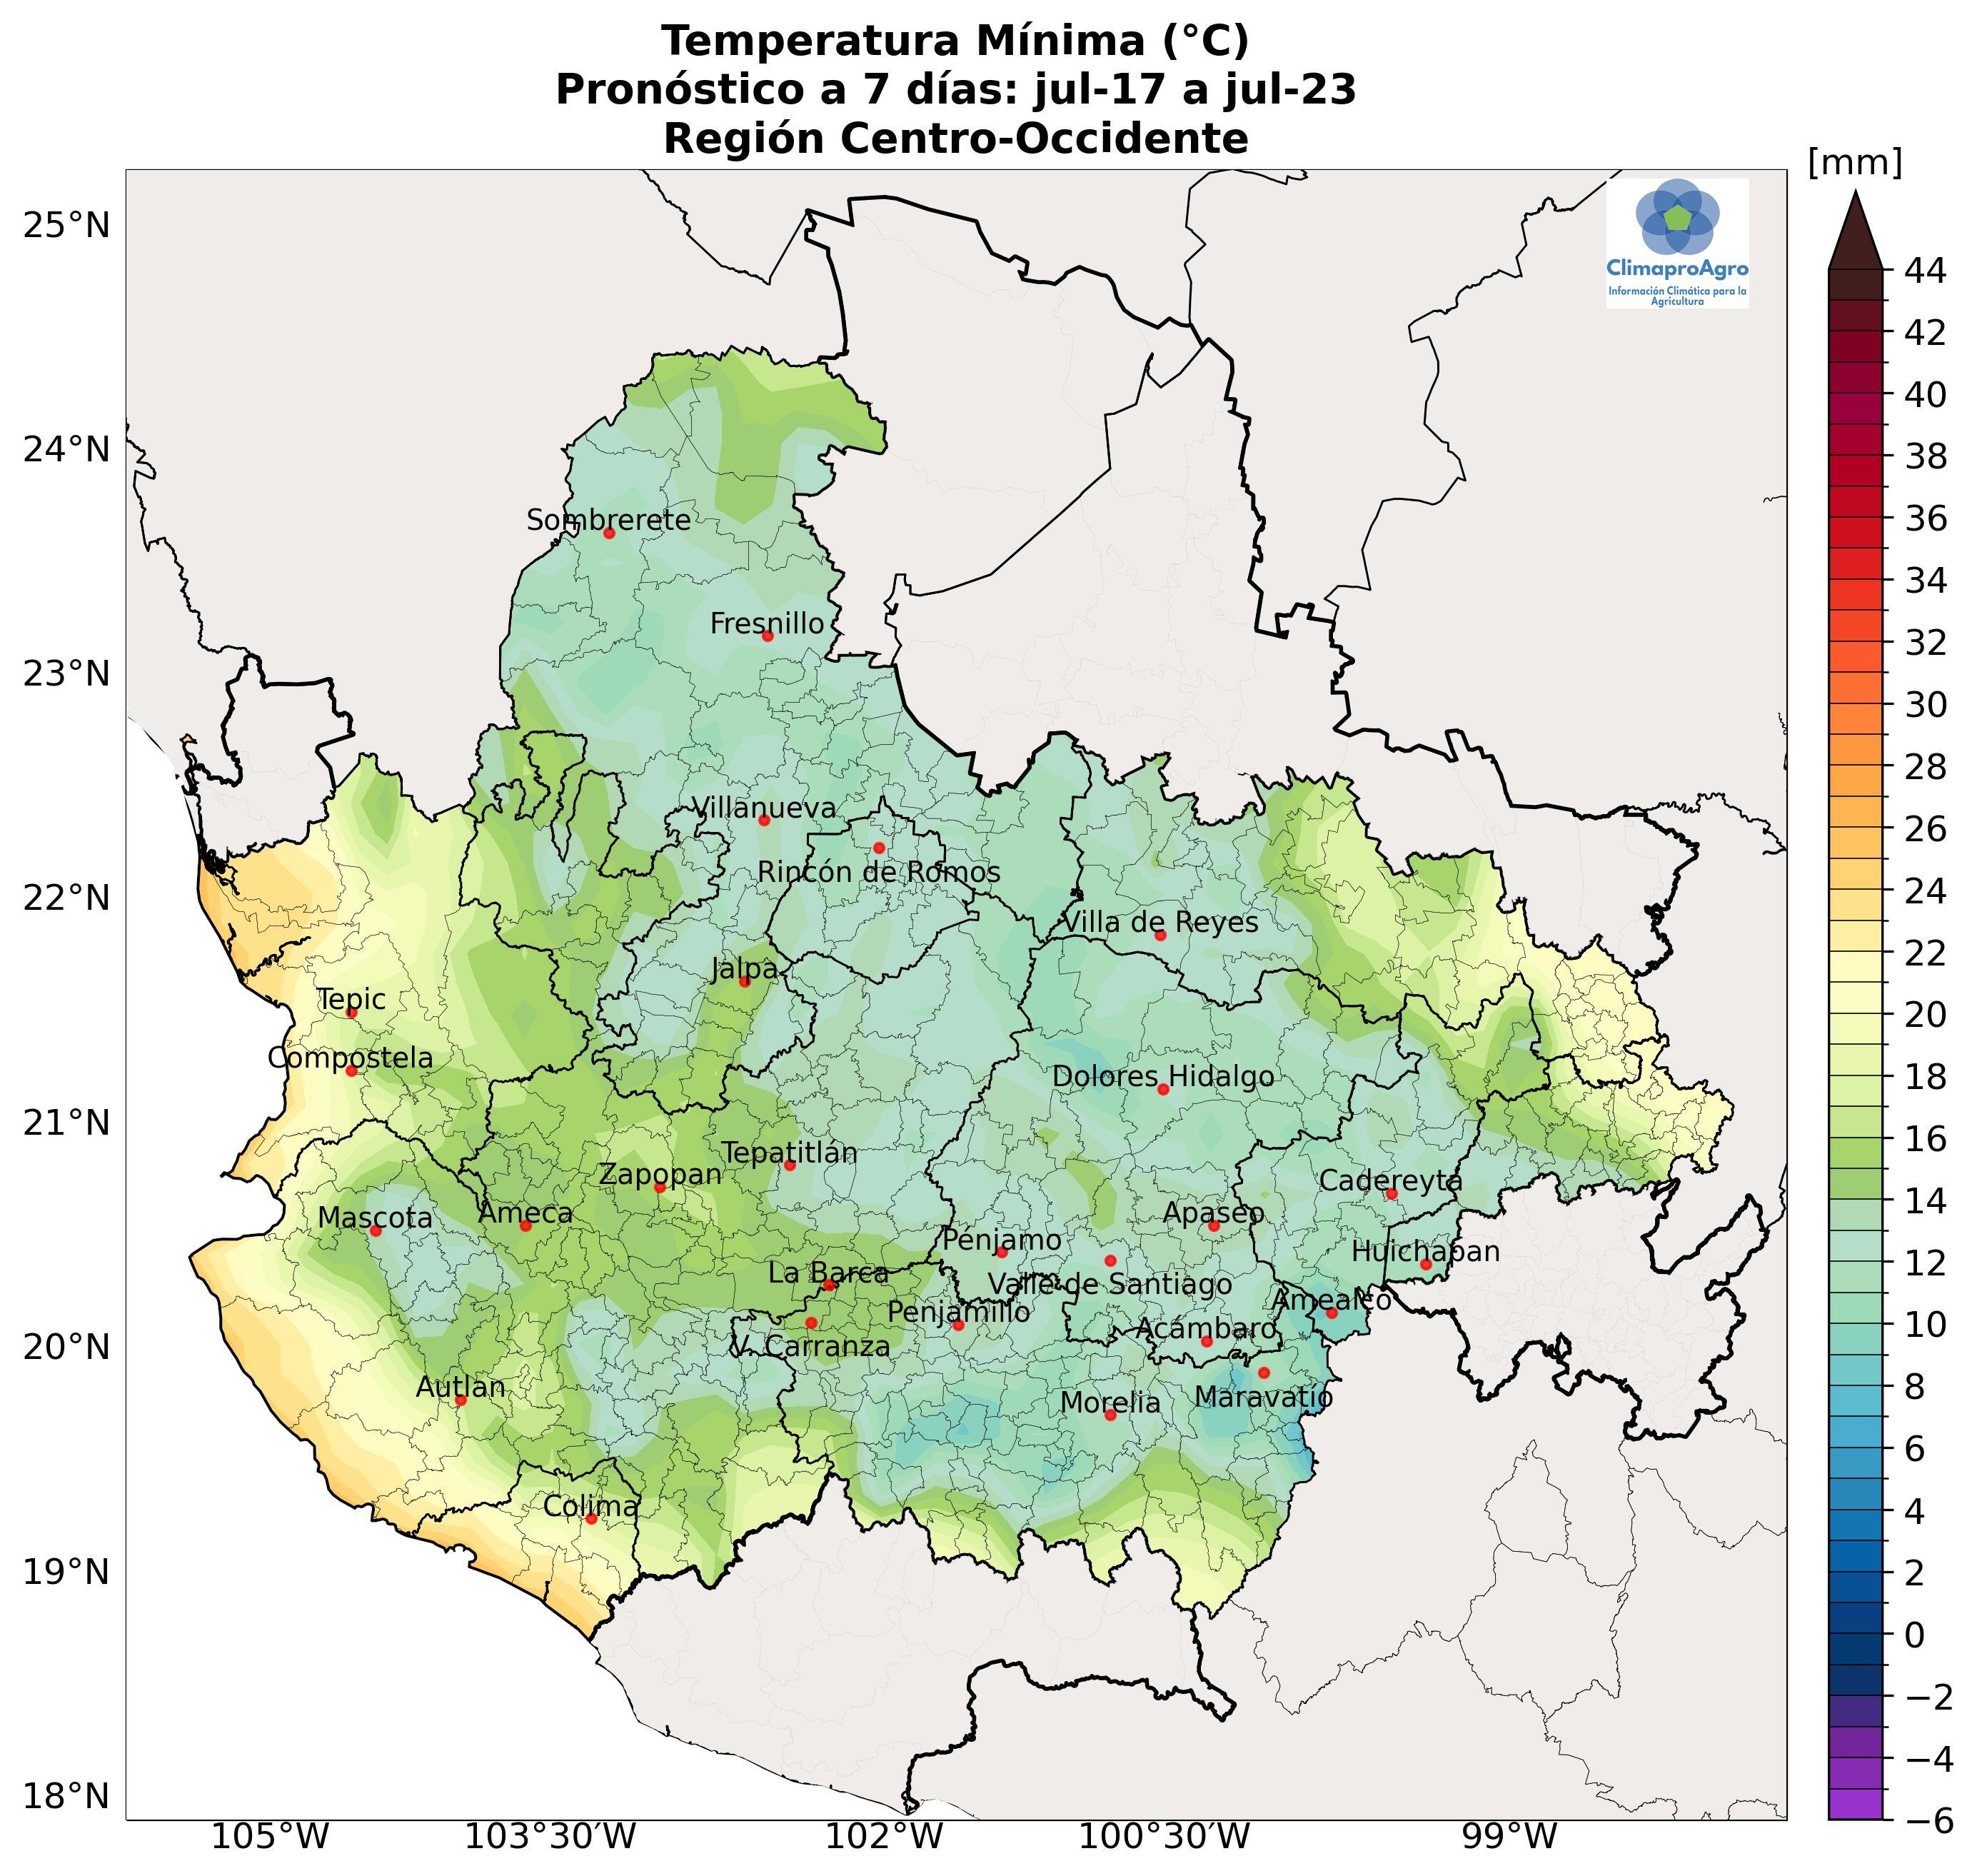 Temperatura Mínima (°C)
Pronóstico a 7 días: jul-17 a jul-23
Región Centro-Occidente
[mm]
ClimaproAgro
Información Climática para la
Agricultura
25°N
24°N
23°N
22°N
21°N
20°N
19°N
18°N
Sombrerete
Fresnillo
Villanueva
Rincón de Romos
Villa de Reyes
Jalpa
Tepic
Compostela
Dolores Hidalgo
Tepatitlán
Zapopan
Cadereyta
Mascota
Ameca
Apaseo
Pénjamo
Huichapan
La Barca
Valle de Santiago
Amealco
Penjamillo
Acámbaro
V. Carranza
Autlan
Maravatío
Morelia
Colima
105°W
103°30′W
102°W
100°30′W
99°W
44
42
40
38
36
34
32
30
28
26
24
22
20
18
16
14
12
10
8
6
4
2
0
−2
−4
−6